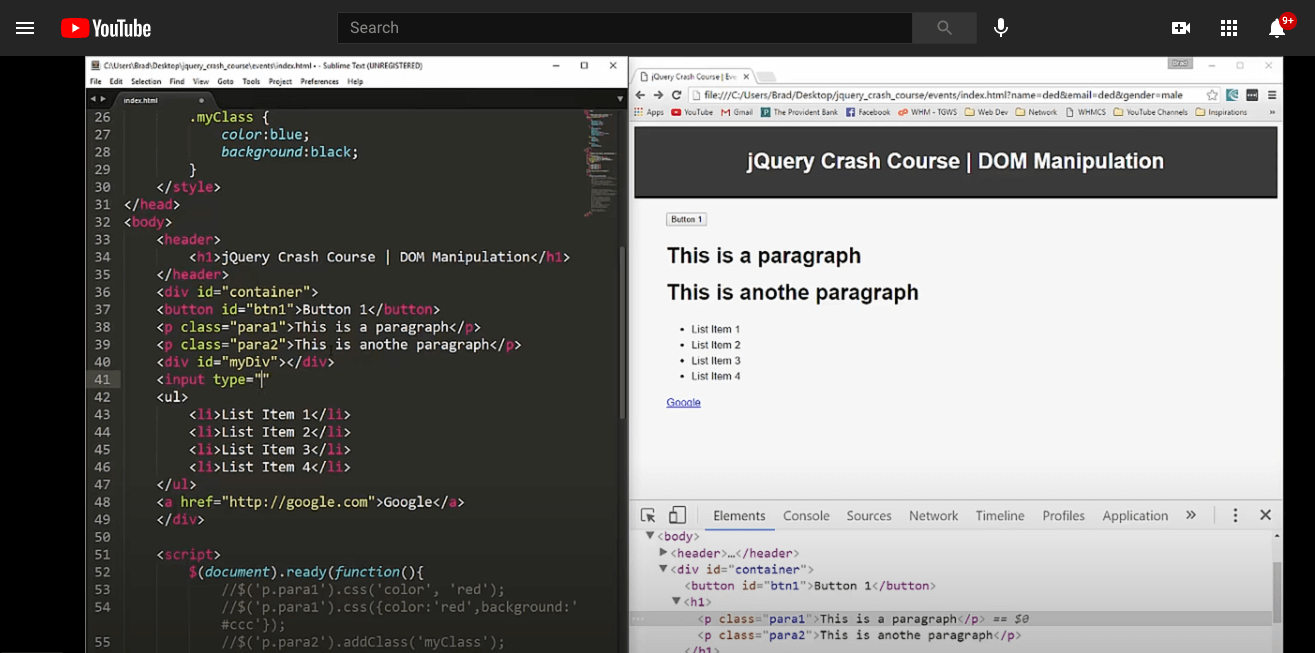 YouTube
Search
9+
C:\Users\Brad\Desktop\jquery_crash_course\events\index.html • - Sublime Text (UNREGISTERED)
File Edit Selection Find View Goto Tools Project Preferences Help
index.html
26 .myClass {
27 color:blue;
28 background:black;
29 }
30 </style>
31 </head>
32 <body>
33 <header>
34 <h1>jQuery Crash Course | DOM Manipulation</h1>
35 </header>
36 <div id="container">
37 <button id="btn1">Button 1</button>
38 <p class="para1">This is a paragraph</p>
39 <p class="para2">This is anothe paragraph</p>
40 <div id="myDiv"></div>
41 <input type=""
42 <ul>
43 <li>List Item 1</li>
44 <li>List Item 2</li>
45 <li>List Item 3</li>
46 <li>List Item 4</li>
47 </ul>
48 <a href="http://google.com">Google</a>
49 </div>
50
51 <script>
52 $(document).ready(function(){
53 //$('p.para1').css('color', 'red');
54 //$('p.para1').css({color:'red',background:'
#ccc'});
55 //$('p.para2').addClass('myClass');
Brad
jQuery Crash Course | Eve
file:///C:/Users/Brad/Desktop/jquery_crash_course/events/index.html?name=ded&email=ded&gender=male
Apps YouTube Gmail The Provident Bank Facebook WHM - TGWS Web Dev Network WHMCS YouTube Channels Inspirations »
jQuery Crash Course | DOM Manipulation
Button 1
This is a paragraph
This is anothe paragraph
• List Item 1
• List Item 2
• List Item 3
• List Item 4
Google
Elements Console Sources Network Timeline Profiles Application »
<body>
<header>…</header>
<div id="container">
<button id="btn1">Button 1</button>
<h1>
<p class="para1">This is a paragraph</p> == $0
<p class="para2">This is anothe paragraph</p>
</h1>